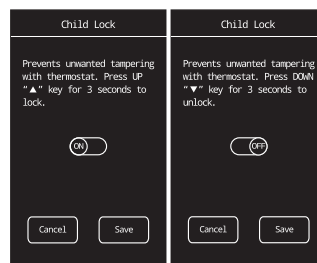 Child Lock
Prevents unwanted tampering
with thermostat. Press UP
“▲” key for 3 seconds to
lock.
ON
Cancel
Save
Child Lock
Prevents unwanted tampering
with thermostat. Press DOWN
“▼” key for 3 seconds to
unlock.
OFF
Cancel
Save